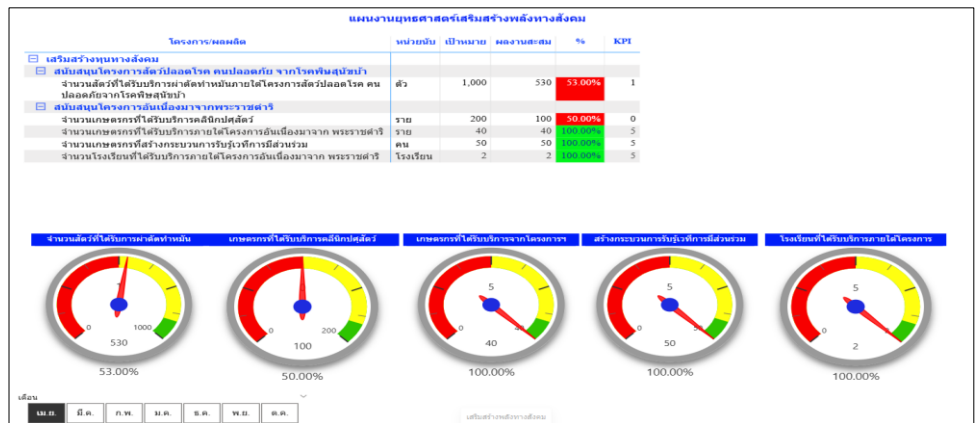 แผนงานยุทธศาสตร์เสริมสร้างพลังทางสังคม
โครงการ/ผลผลิต หน่วยนับ เป้าหมาย ผลงานสะสม % KPI
เสริมสร้างทุนทางสังคม
สนับสนุนโครงการสัตว์ปลอดโรค คนปลอดภัย จากโรคพิษสุนัขบ้า
จำนวนสัตว์ที่ได้รับบริการผ่าตัดทำหมันภายใต้โครงการสัตว์ปลอดโรค คน ตัว 1,000 530 53.00% 1
ปลอดภัยจากโรคพิษสุนัขบ้า
สนับสนุนโครงการอันเนื่องมาจากพระราชดำริ
จำนวนเกษตรกรที่ได้รับบริการคลินิกปศุสัตว์ ราย 200 100 50.00% 0
จำนวนเกษตรกรที่ได้รับบริการภายใต้โครงการอันเนื่องมาจาก พระราชดำริ ราย 40 40 100.00% 5
จำนวนเกษตรกรที่สร้างกระบวนการรับรู้เวทีการมีส่วนร่วม คน 50 50 100.00% 5
จำนวนโรงเรียนที่ได้รับบริการภายใต้โครงการอันเนื่องมาจาก พระราชดำริ โรงเรียน 2 2 100.00% 5
จำนวนสัตว์ที่ได้รับการผ่าตัดทำหมัน เกษตรกรที่ได้รับบริการคลินิกปศุสัตว์ เกษตรกรที่ได้รับบริการจากโครงการฯ สร้างกระบวนการรับรู้เวทีการมีส่วนร่วม โรงเรียนที่ได้รับบริการภายใต้โครงการ
5 5 5
0 1000 0 200 0 0 0
530 100 40 50 2
53.00% 50.00% 100.00% 100.00% 100.00%
เดือน
เม.ย. มี.ค. ก.พ. ม.ค. ธ.ค. พ.ย. ต.ค.
เสริมสร้างพลังทางสังคม